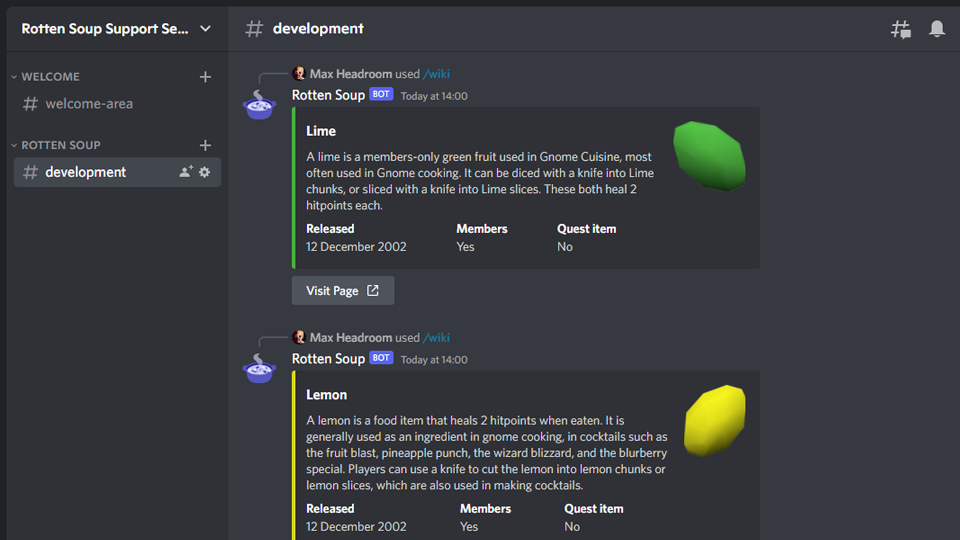 Rotten Soup Support Se...
# development
WELCOME
# welcome-area
ROTTEN SOUP
# development
Max Headroom used /wiki
Rotten Soup BOT Today at 14:00
Lime
A lime is a members-only green fruit used in Gnome Cuisine, most
often used in Gnome cooking. It can be diced with a knife into Lime
chunks, or sliced with a knife into Lime slices. These both heal 2
hitpoints each.
Released Members Quest item
12 December 2002 Yes No
Visit Page
Max Headroom used /wiki
Rotten Soup BOT Today at 14:00
Lemon
A lemon is a food item that heals 2 hitpoints when eaten. It is
generally used as an ingredient in gnome cooking, in cocktails such as
the fruit blast, pineapple punch, the wizard blizzard, and the blurberry
special. Players can use a knife to cut the lemon into lemon chunks or
lemon slices, which are also used in making cocktails.
Released Members Quest item
12 December 2002 Yes No